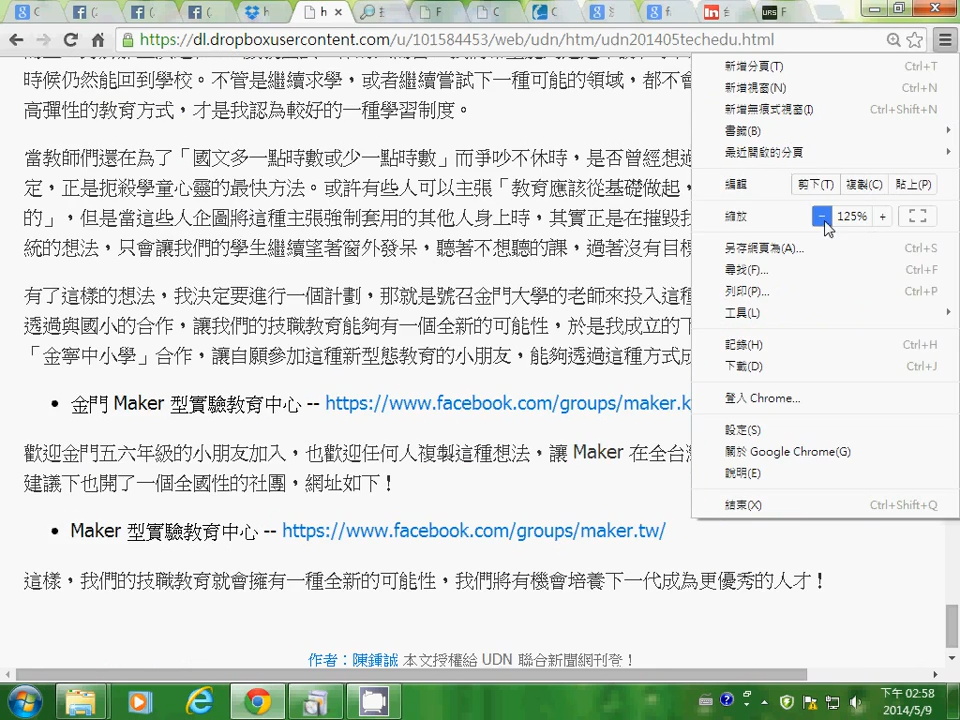 https://dl.dropboxusercontent.com/u/101584453/web/udn/htm/udn201405techedu.html
時候仍然能回到學校。不管是繼續求學，或者繼續嘗試下一種可能的領域，都不會
高彈性的教育方式，才是我認為較好的一種學習制度。
當教師們還在為了「國文多一點時數或少一點時數」而爭吵不休時，是否曾經想過
定，正是扼殺學童心靈的最快方法。或許有些人可以主張「教育應該從基礎做起，
的」，但是當這些人企圖將這種主張強制套用的其他人身上時，其實正是在摧毀我
統的想法，只會讓我們的學生繼續望著窗外發呆，聽著不想聽的課，過著沒有目標
有了這樣的想法，我決定要進行一個計劃，那就是號召金門大學的老師來投入這種
透過與國小的合作，讓我們的技職教育能夠有一個全新的可能性，於是我成立的下
「金寧中小學」合作，讓自願參加這種新型態教育的小朋友，能夠透過這種方式成
• 金門 Maker 型實驗教育中心 -- https://www.facebook.com/groups/maker.k
歡迎金門五六年級的小朋友加入，也歡迎任何人複製這種想法，讓 Maker 在全台灣
建議下也開了一個全國性的社團，網址如下！
• Maker 型實驗教育中心 -- https://www.facebook.com/groups/maker.tw/
這樣，我們的技職教育就會擁有一種全新的可能性，我們將有機會培養下一代成為更優秀的人才！
作者：陳鍾誠 本文授權給 UDN 聯合新聞網刊登！
新增分頁(T) Ctrl+T
新增視窗(N) Ctrl+N
新增無痕式視窗(I) Ctrl+Shift+N
書籤(B)
最近開啟的分頁
編輯 剪下(T) 複製(C) 貼上(P)
縮放 − 125% +
另存網頁為(A)... Ctrl+S
尋找(F)... Ctrl+F
列印(P)... Ctrl+P
工具(L)
記錄(H) Ctrl+H
下載(D) Ctrl+J
登入 Chrome...
設定(S)
關於 Google Chrome(G)
說明(E)
結束(X) Ctrl+Shift+Q
下午 02:58
2014/5/9